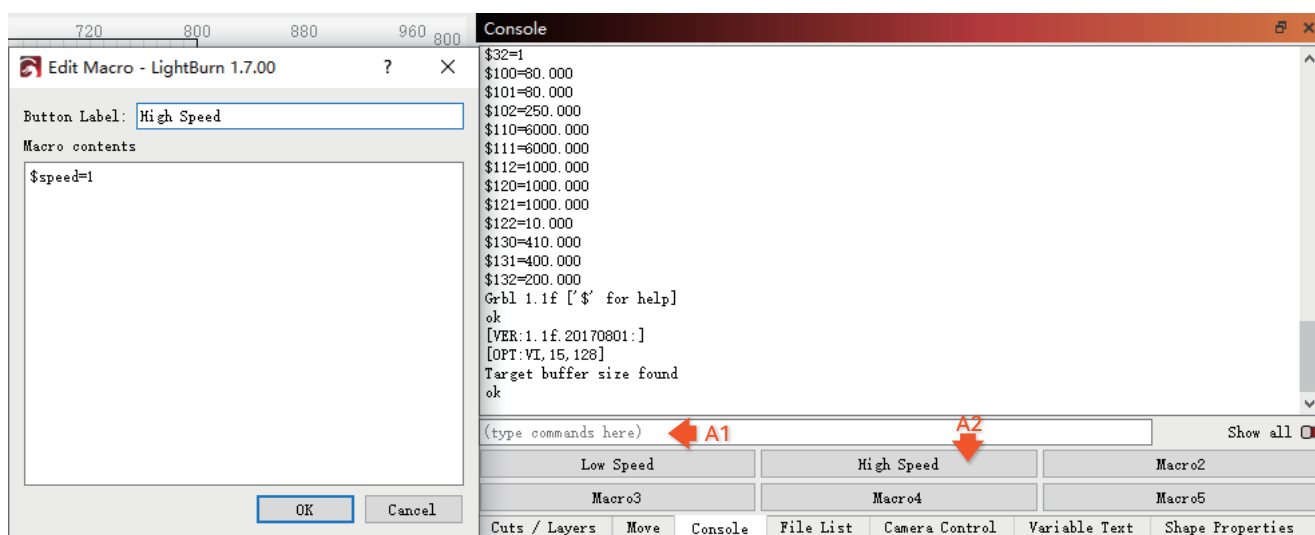 720 800 880 960 800
Edit Macro - LightBurn 1.7.00 ? ×
Button Label: High Speed
Macro contents
$speed=1
OK Cancel
Console
$32=1
$100=80.000
$101=80.000
$102=250.000
$110=6000.000
$111=6000.000
$112=1000.000
$120=1000.000
$121=1000.000
$122=10.000
$130=410.000
$131=400.000
$132=200.000
Grbl 1.1f ['$' for help]
ok
[VER:1.1f.20170801:]
[OPT:VI,15,128]
Target buffer size found
ok
(type commands here) A1 A2 Show all
Low Speed High Speed Macro2
Macro3 Macro4 Macro5
Cuts / Layers Move Console File List Camera Control Variable Text Shape Properties